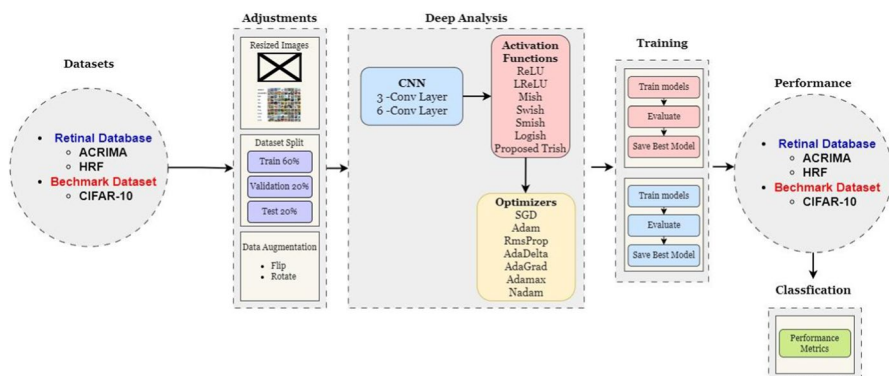 Datasets
Retinal Database
ACRIMA
HRF
Bechmark Dataset
CIFAR-10
Adjustments
Resized Images
Dataset Split
Train 60%
Validation 20%
Test 20%
Data Augmentation
Flip
Rotate
Deep Analysis
CNN
3 -Conv Layer
6 -Conv Layer
Activation
Functions
ReLU
LReLU
Mish
Swish
Smish
Logish
Proposed Trish
Optimizers
SGD
Adam
RmsProp
AdaDelta
AdaGrad
Adamax
Nadam
Training
Train models
Evaluate
Save Best Model
Train models
Evaluate
Save Best Model
Performance
Retinal Database
ACRIMA
HRF
Bechmark Dataset
CIFAR-10
Classfication
Performance
Metrics